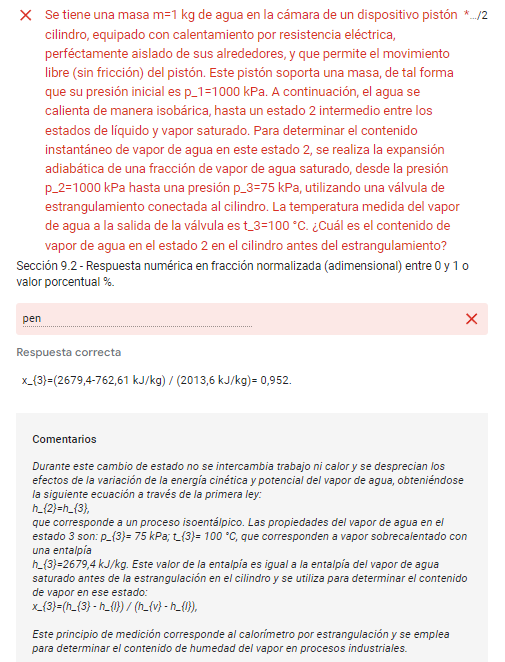 Se tiene una masa m=1 kg de agua en la cámara de un dispositivo pistón *…/2
cilindro, equipado con calentamiento por resistencia eléctrica,
perféctamente aislado de sus alrededores, y que permite el movimiento
libre (sin fricción) del pistón. Este pistón soporta una masa, de tal forma
que su presión inicial es p_1=1000 kPa. A continuación, el agua se
calienta de manera isobárica, hasta un estado 2 intermedio entre los
estados de líquido y vapor saturado. Para determinar el contenido
instantáneo de vapor de agua en este estado 2, se realiza la expansión
adiabática de una fracción de vapor de agua saturado, desde la presión
p_2=1000 kPa hasta una presión p_3=75 kPa, utilizando una válvula de
estrangulamiento conectada al cilindro. La temperatura medida del vapor
de agua a la salida de la válvula es t_3=100 °C. ¿Cuál es el contenido de
vapor de agua en el estado 2 en el cilindro antes del estrangulamiento?
Sección 9.2 - Respuesta numérica en fracción normalizada (adimensional) entre 0 y 1 o
valor porcentual %.
pen
Respuesta correcta
x_{3}=(2679,4-762,61 kJ/kg) / (2013,6 kJ/kg)= 0,952.
Comentarios
Durante este cambio de estado no se intercambia trabajo ni calor y se desprecian los
efectos de la variación de la energía cinética y potencial del vapor de agua, obteniéndose
la siguiente ecuación a través de la primera ley:
h_{2}=h_{3},
que corresponde a un proceso isoentálpico. Las propiedades del vapor de agua en el
estado 3 son: p_{3}= 75 kPa; t_{3}= 100 °C, que corresponden a vapor sobrecalentado con
una entalpía
h_{3}=2679,4 kJ/kg. Este valor de la entalpía es igual a la entalpía del vapor de agua
saturado antes de la estrangulación en el cilindro y se utiliza para determinar el contenido
de vapor en ese estado:
x_{3}=(h_{3} - h_{l}) / (h_{v} - h_{l}),
Este principio de medición corresponde al calorímetro por estrangulación y se emplea
para determinar el contenido de humedad del vapor en procesos industriales.